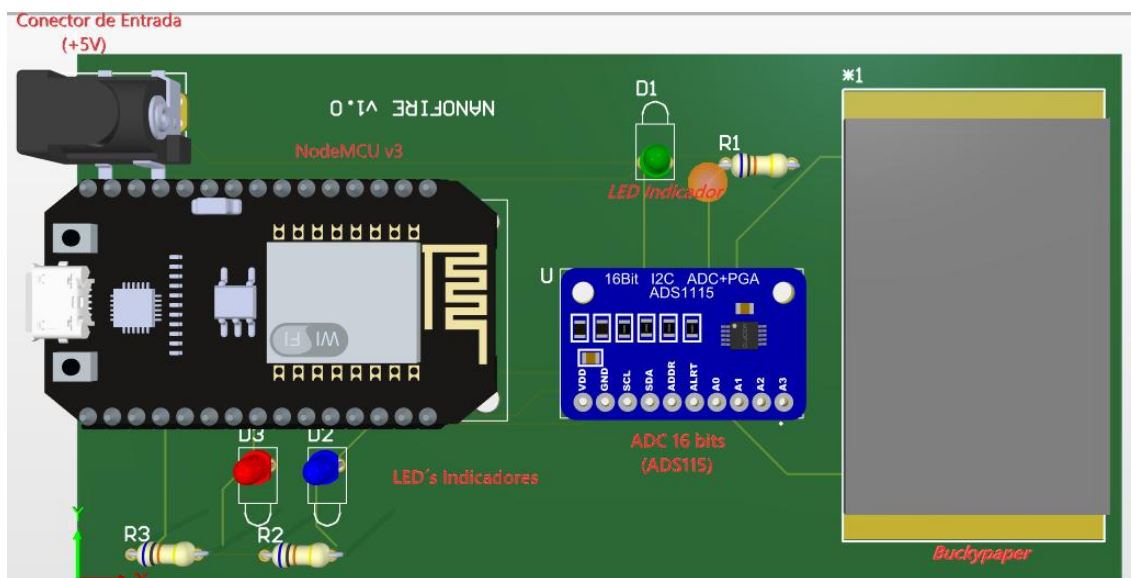 Conector de Entrada
(+5V)
NANOFIRE v1.0
NodeMCU v3
D1
R1
LED Indicador
*1
U
16Bit I2C ADC+PGA
ADS1115
VDD GND SCL SDA ADDR ALRT A0 A1 A2 A3
WI FI
ADC 16 bits
(ADS115)
D3 D2
LED´s Indicadores
R3 R2
Buckypaper
Y
X